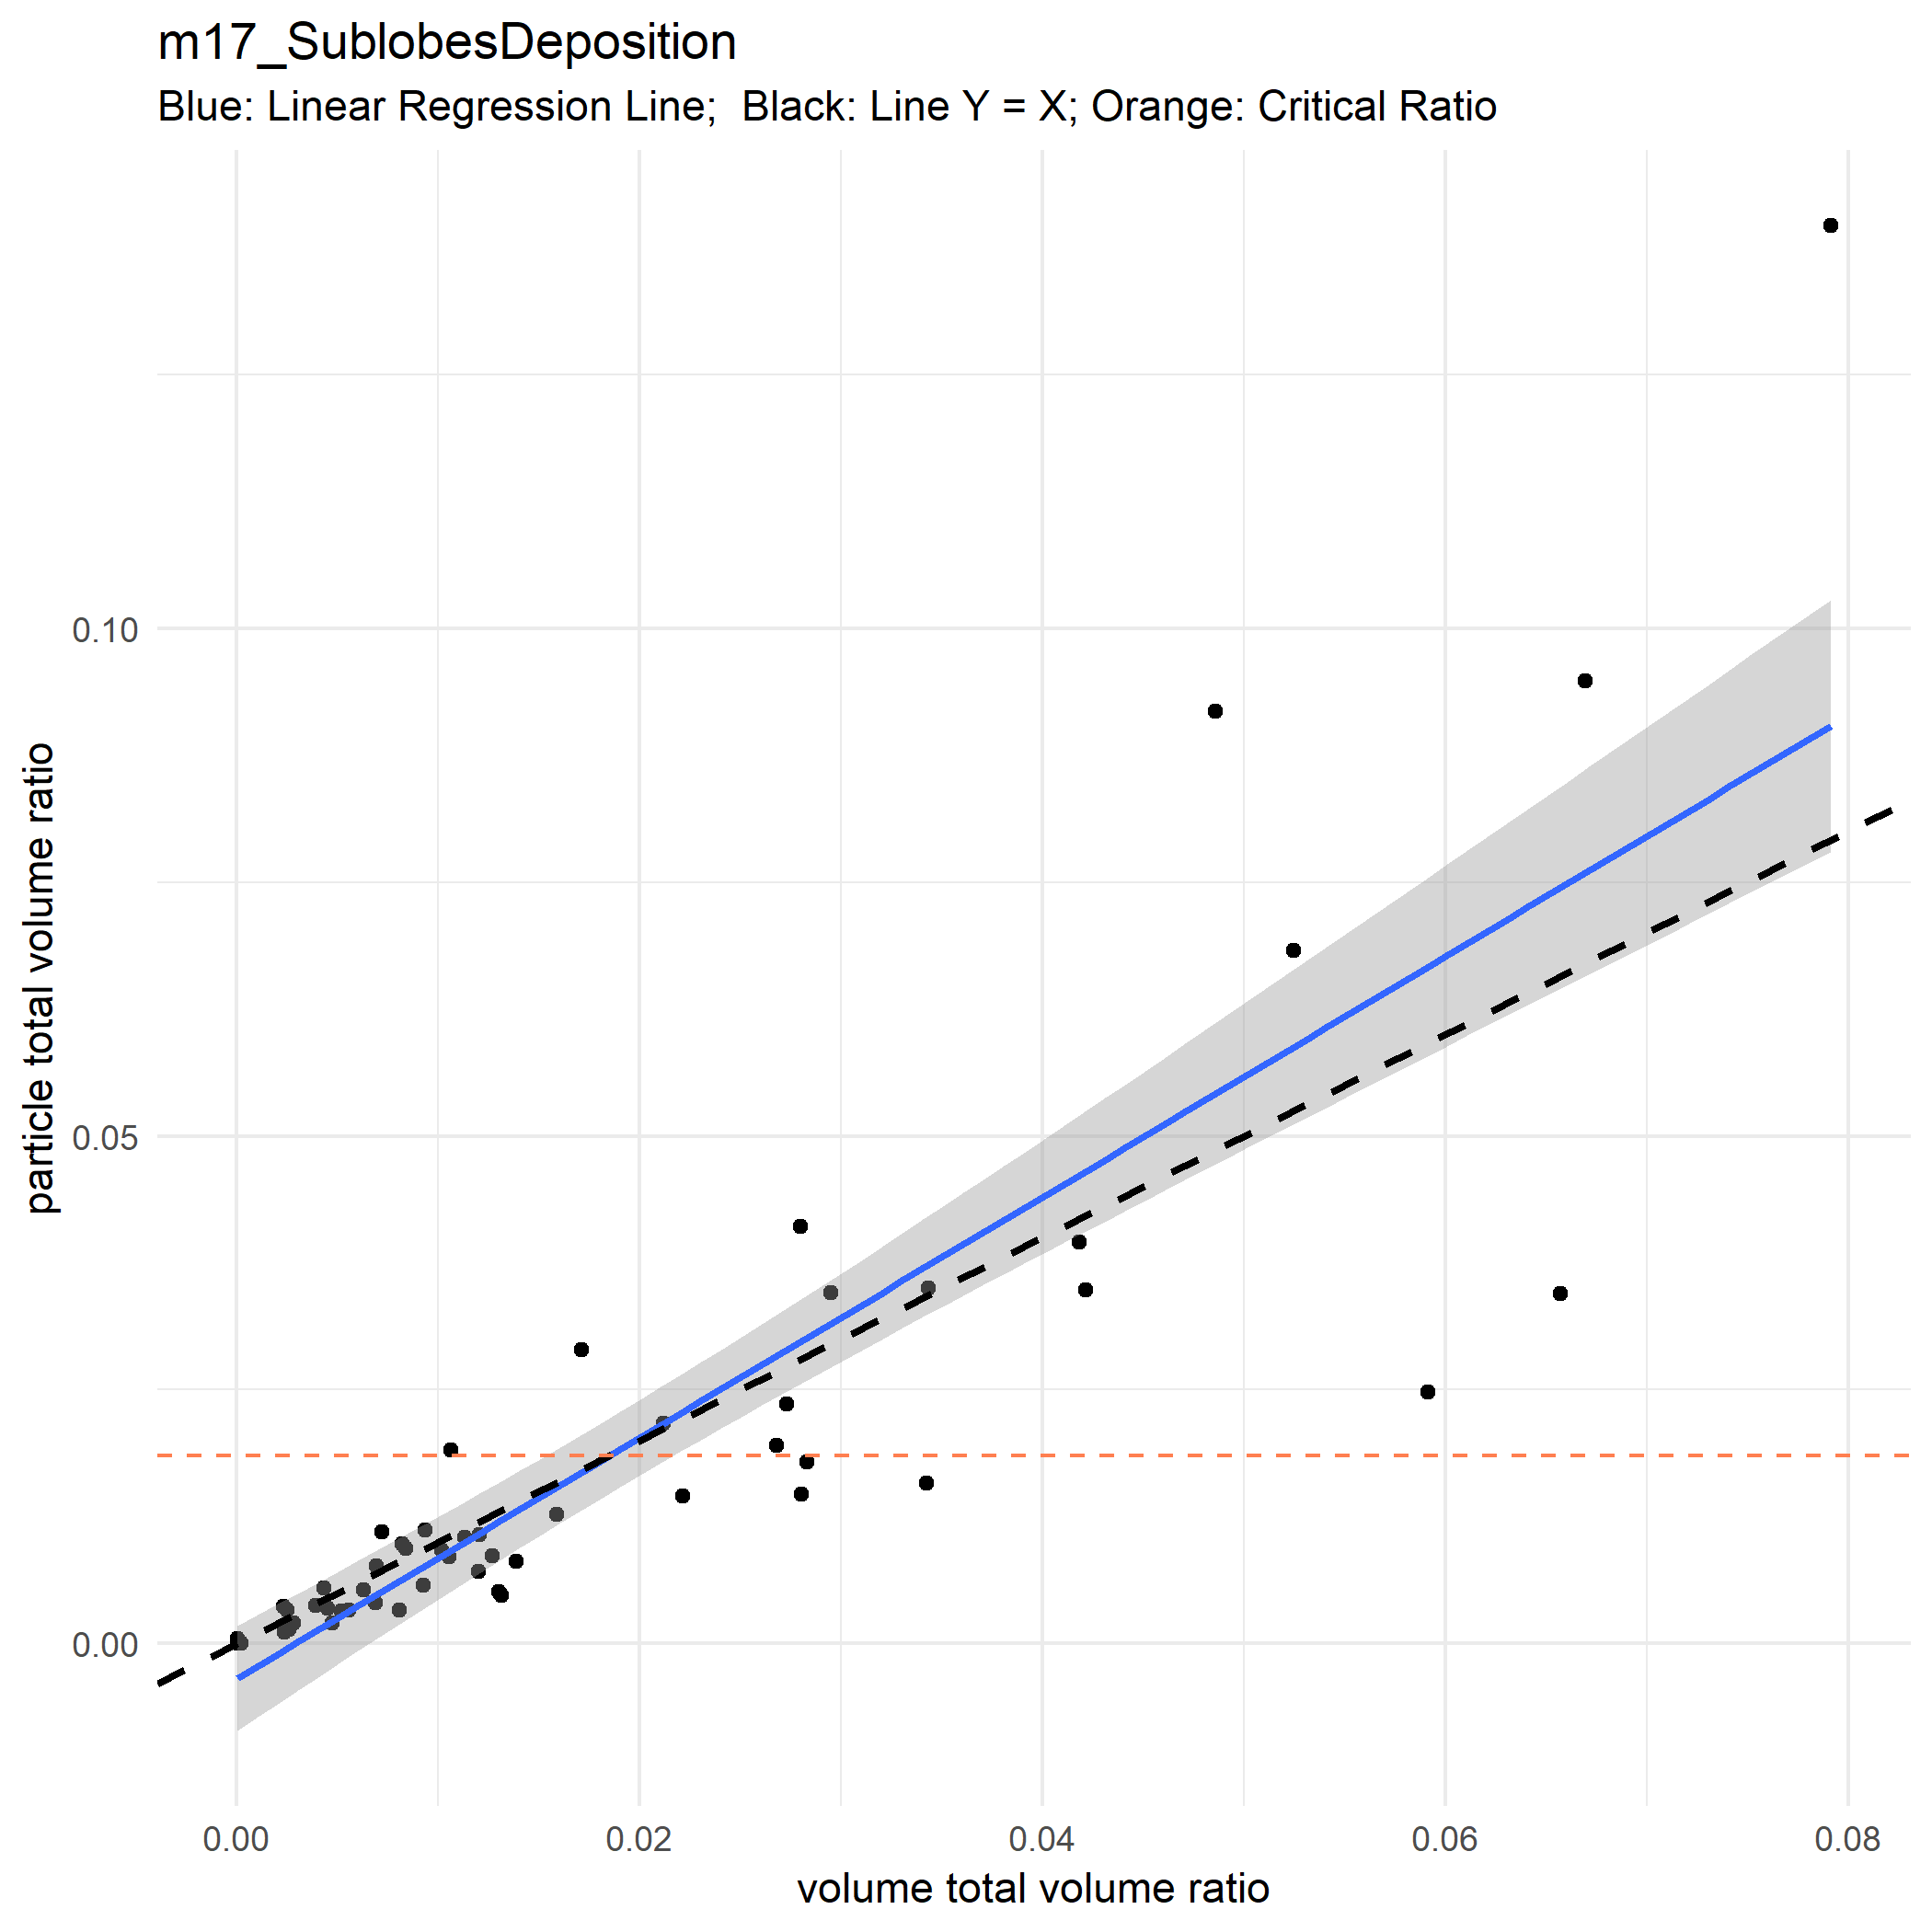 m17_SublobesDeposition
Blue: Linear Regression Line;  Black: Line Y = X; Orange: Critical Ratio
particle total volume ratio
0.10
0.05
0.00
0.00 0.02 0.04 0.06 0.08
volume total volume ratio